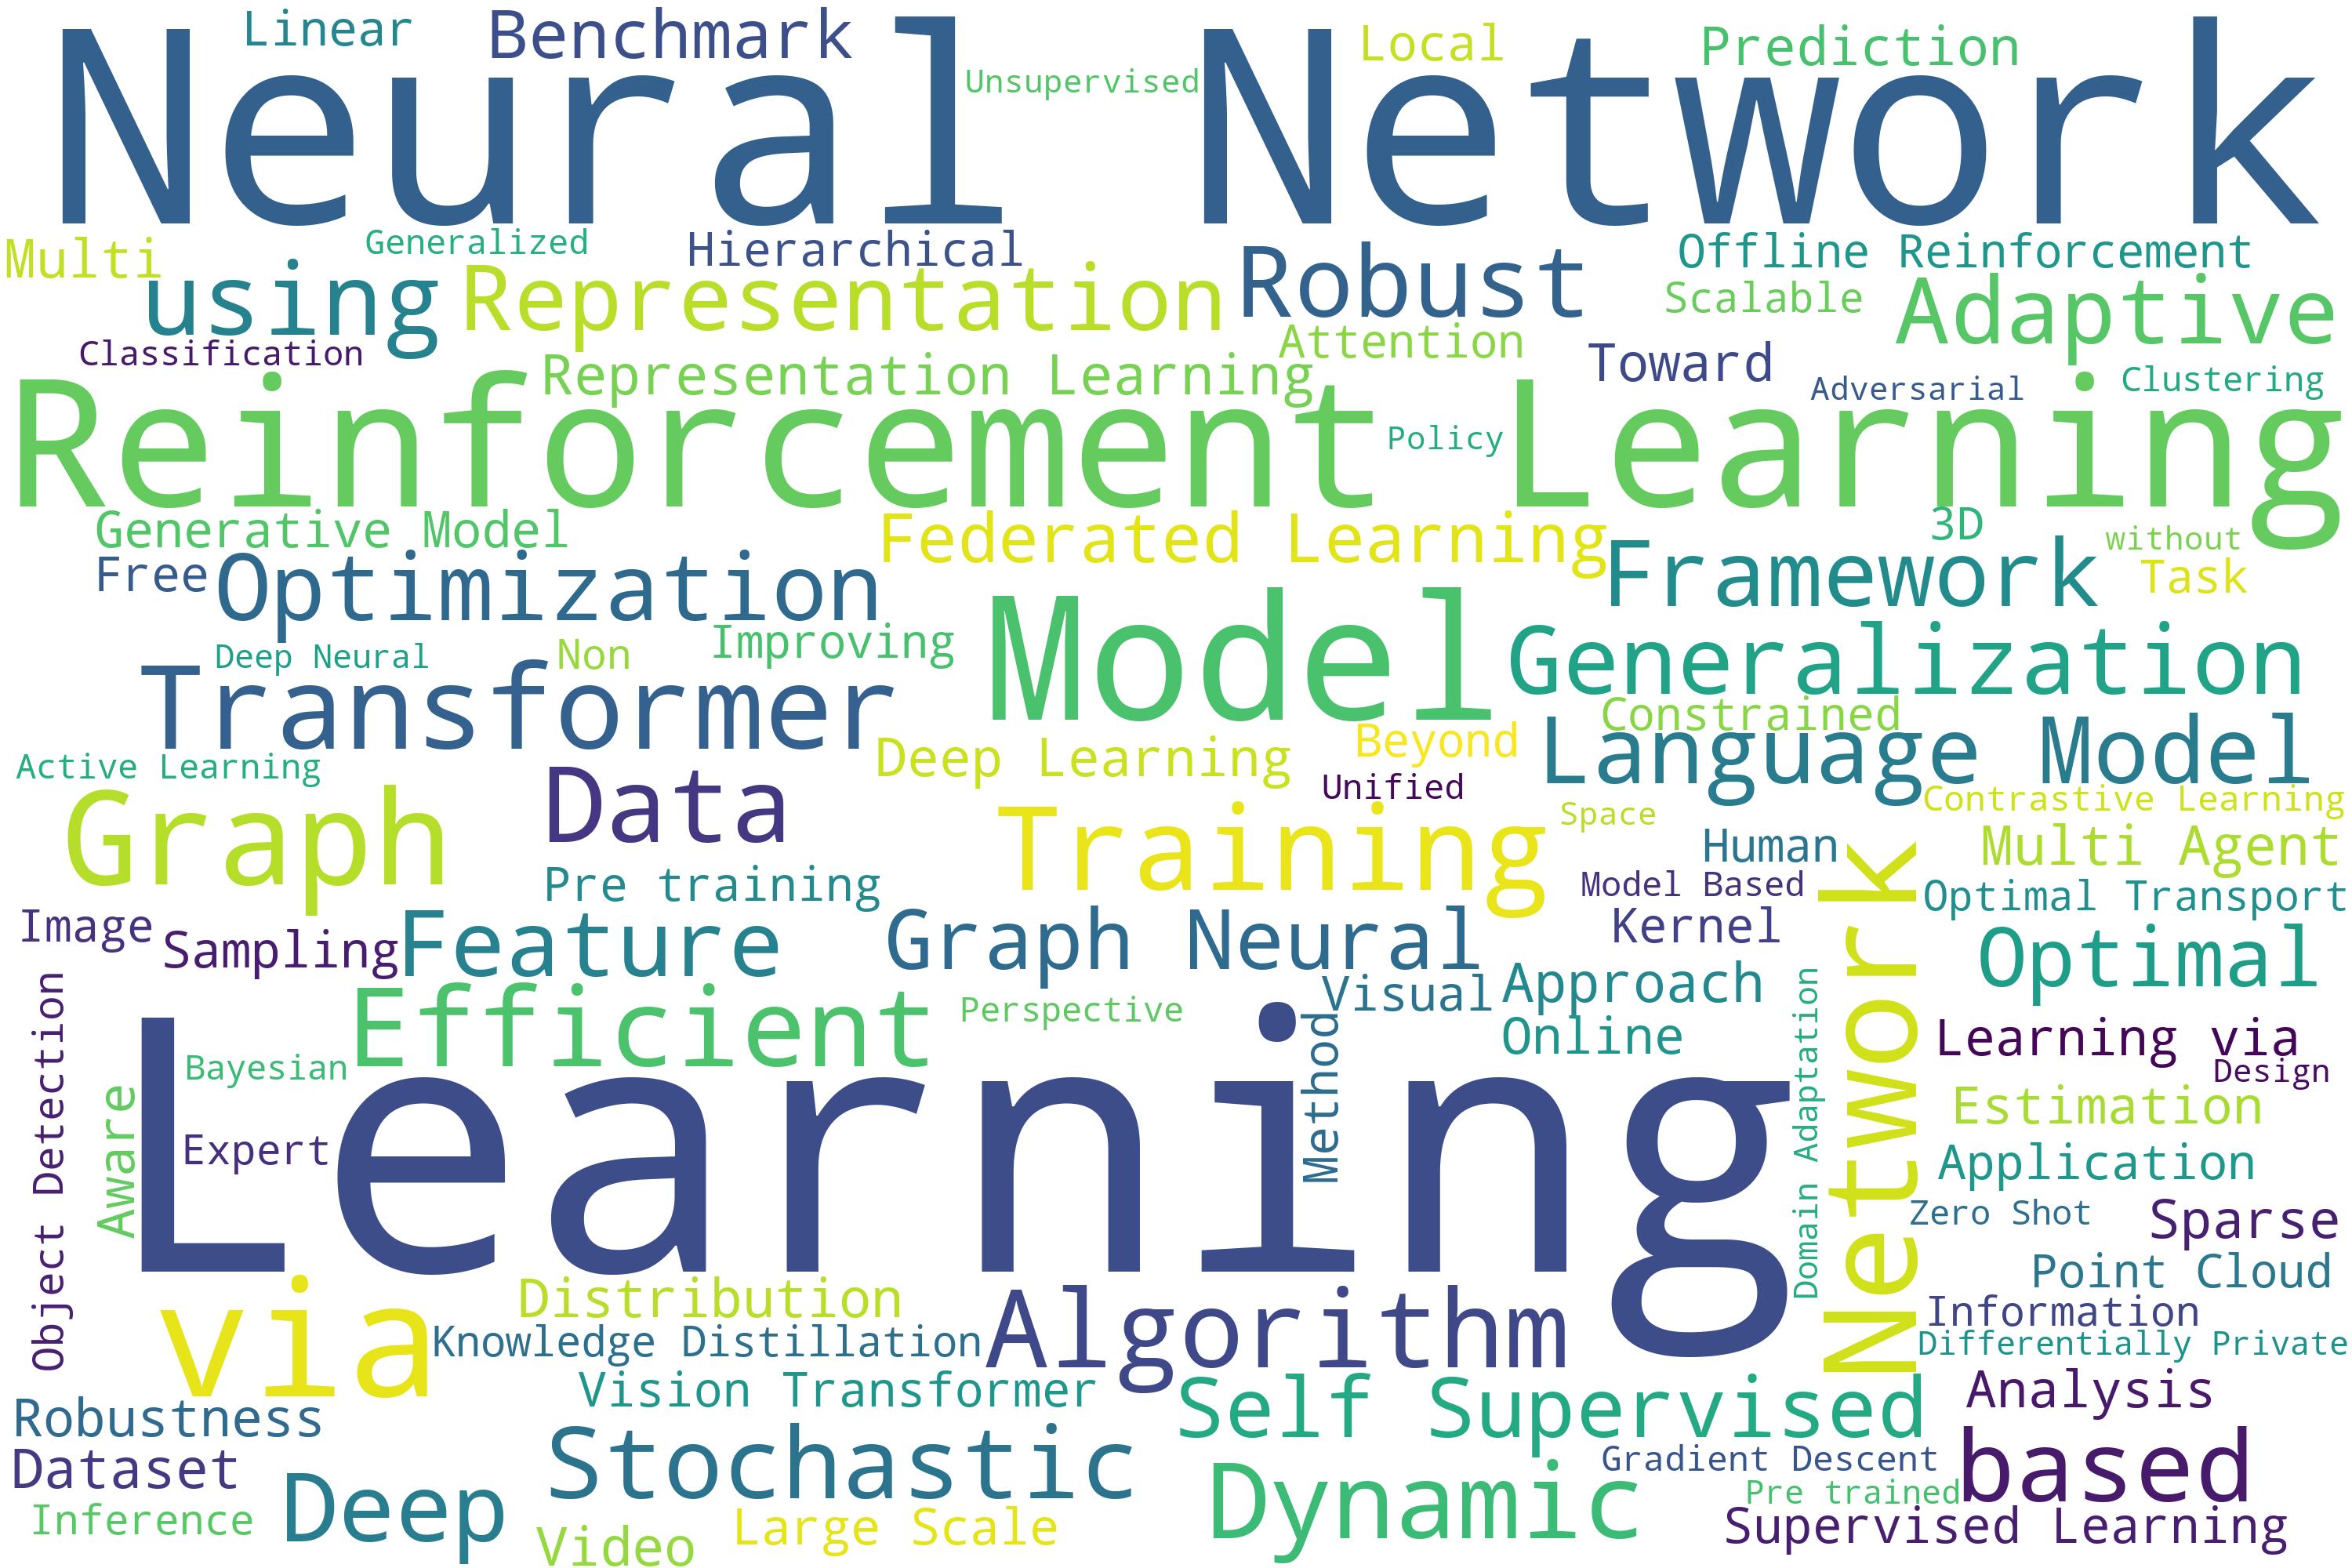 Linear
Benchmark
Neural Network
Unsupervised
Local
Prediction
Multi
Generalized
Hierarchical
Offline Reinforcement
using
Representation
Robust
Scalable
Adaptive
Classification
Attention
Representation Learning
Toward
Adversarial
Clustering
Reinforcement Learning
Policy
Generative Model
Federated Learning
3D
without
Free
Optimization
Framework
Task
Model
Deep Neural
Non
Improving
Generalization
Transformer
Constrained
Active Learning
Deep Learning
Beyond
Language Model
Unified
Contrastive Learning
Graph
Data
Training
Space
Human
Multi Agent
Pre training
Model Based
Optimal Transport
Image
Sampling
Feature
Graph Neural
Kernel
Network
Optimal
Object Detection
Efficient
Perspective
Visual
Approach
Online
Method
Domain Adaptation
Learning via
Design
Bayesian
Aware
Learning
Expert
Estimation
Application
Zero Shot
Sparse
Point Cloud
via
Distribution
Algorithm
Information
Knowledge Distillation
Differentially Private
Vision Transformer
Self Supervised
Analysis
Robustness
Dataset
Stochastic
Gradient Descent
based
Inference
Deep
Dynamic
Pre trained
Video
Large Scale
Supervised Learning